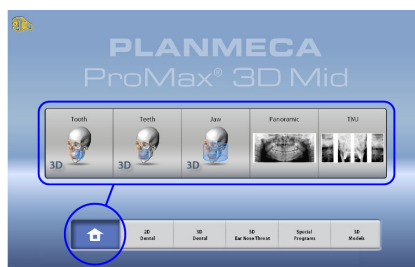 PLANMECA
ProMax® 3D Mid
Tooth Teeth Jaw Panoramic TMJ
3D 3D 3D
2D Dental
3D Dental
3D Ear Nose Throat
Special Programs
3D Models